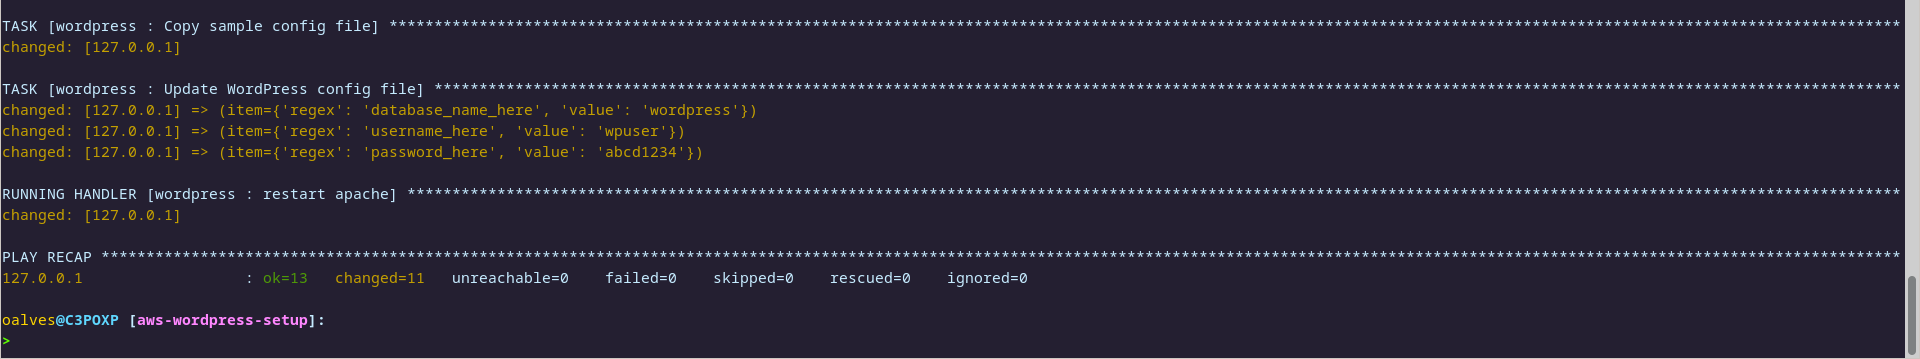 TASK [wordpress : Copy sample config file] ************************************************************************************************************************************************************************
changed: [127.0.0.1]
TASK [wordpress : Update WordPress config file] *******************************************************************************************************************************************************************
changed: [127.0.0.1] => (item={'regex': 'database_name_here', 'value': 'wordpress'})
changed: [127.0.0.1] => (item={'regex': 'username_here', 'value': 'wpuser'})
changed: [127.0.0.1] => (item={'regex': 'password_here', 'value': 'abcd1234'})
RUNNING HANDLER [wordpress : restart apache] **********************************************************************************************************************************************************************
changed: [127.0.0.1]
PLAY RECAP ********************************************************************************************************************************************************************************************************
127.0.0.1                  : ok=13   changed=11   unreachable=0    failed=0    skipped=0    rescued=0    ignored=0
oalves@C3POXP [aws-wordpress-setup]:
>